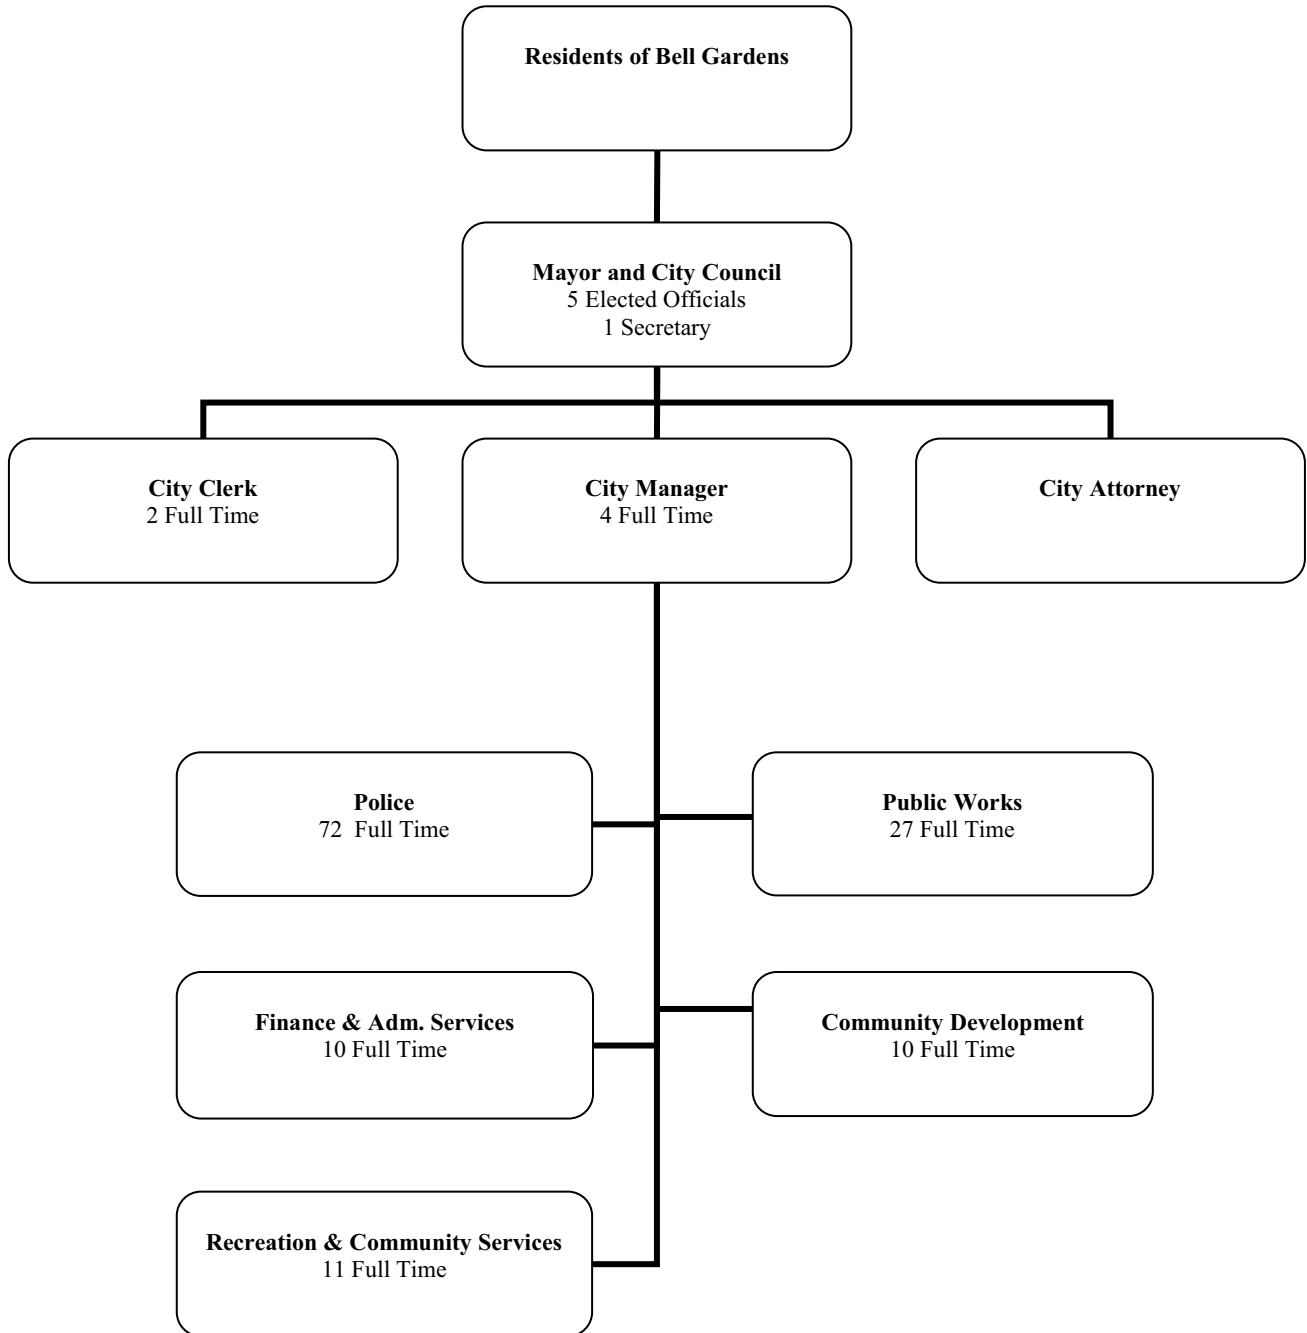 Residents of Bell Gardens
Mayor and City Council
5 Elected Officials
1 Secretary
City Clerk
2 Full Time
City Manager
4 Full Time
City Attorney
Police
72  Full Time
Public Works
27 Full Time
Finance & Adm. Services
10 Full Time
Community Development
10 Full Time
Recreation & Community Services
11 Full Time